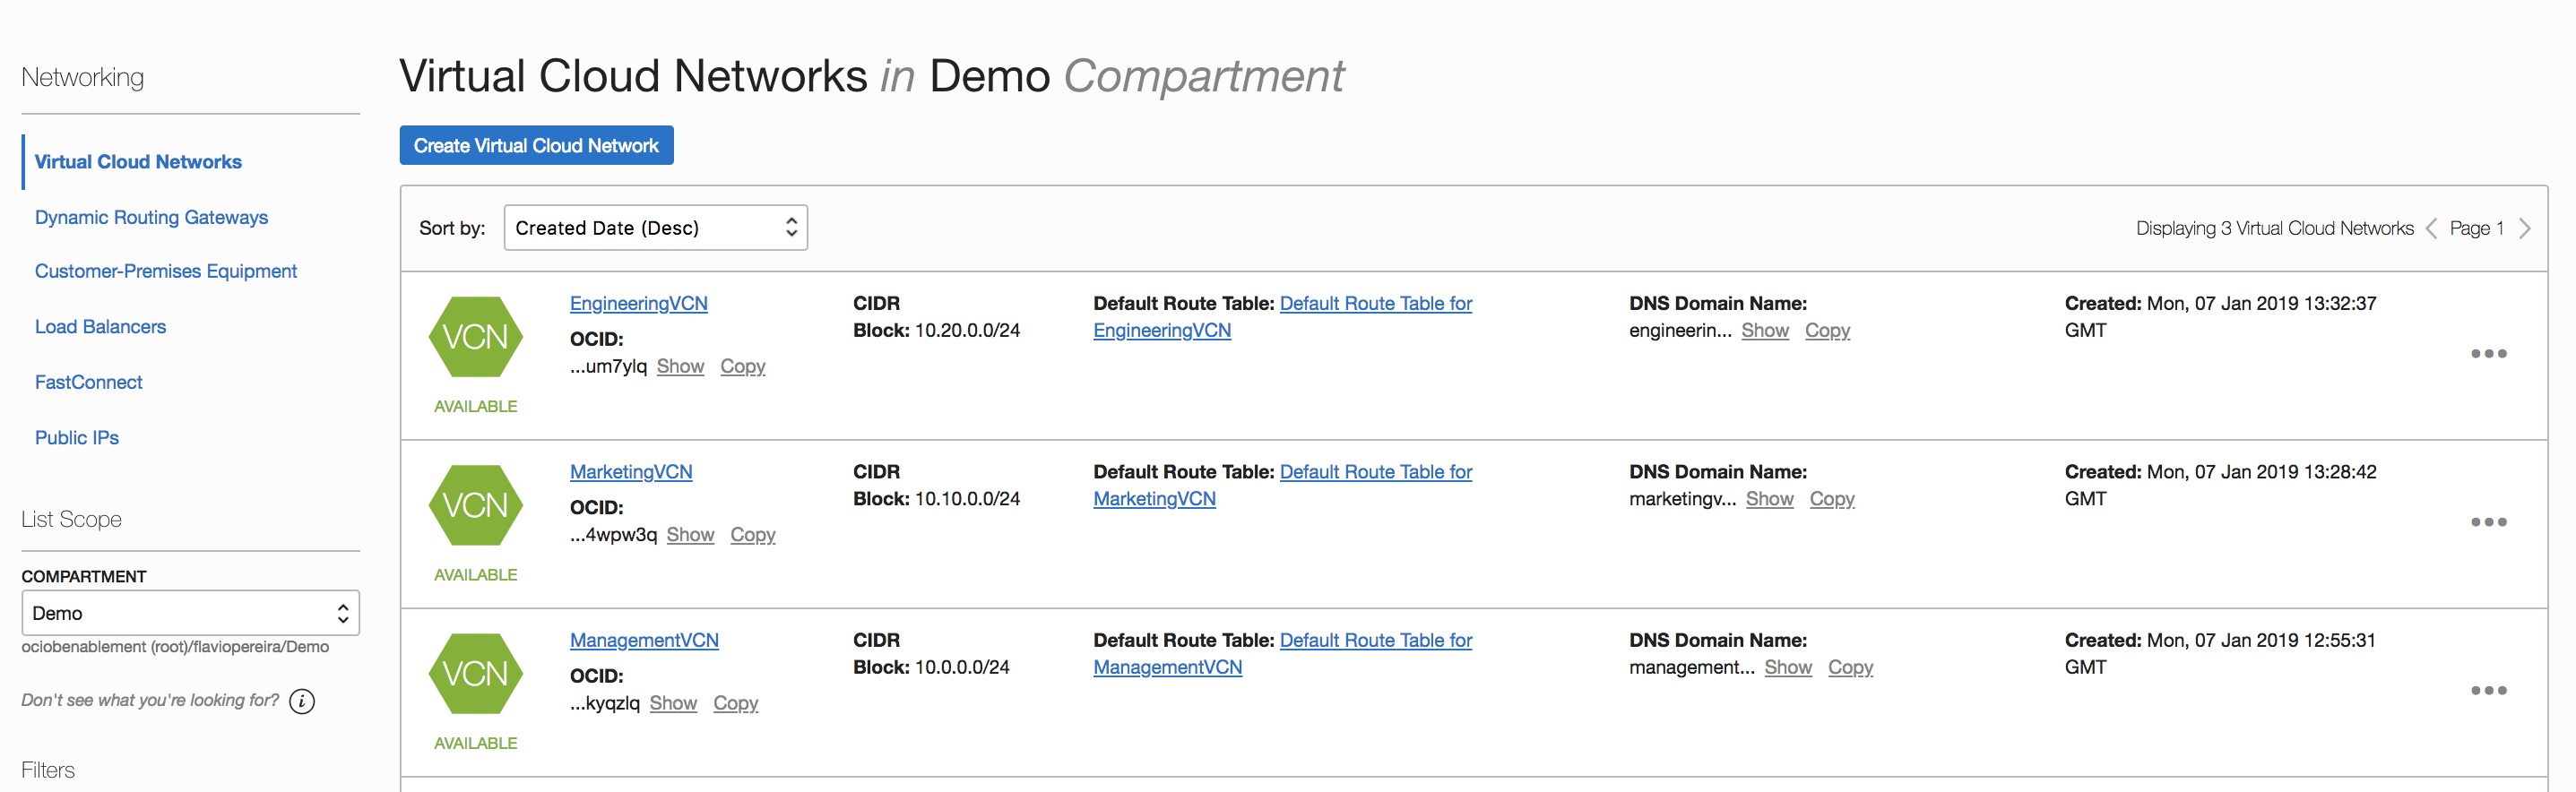 Networking
Virtual Cloud Networks
Dynamic Routing Gateways
Customer-Premises Equipment
Load Balancers
FastConnect
Public IPs
List Scope
COMPARTMENT
Demo
ociobenablement (root)/flaviopereira/Demo
Don't see what you're looking for? i
Filters
Virtual Cloud Networks in Demo Compartment
Create Virtual Cloud Network
Sort by: Created Date (Desc)
Displaying 3 Virtual Cloud Networks Page 1
VCN
AVAILABLE
EngineeringVCN
OCID:
...um7ylq Show Copy
CIDR
Block: 10.20.0.0/24
Default Route Table: Default Route Table for
EngineeringVCN
DNS Domain Name:
engineerin... Show Copy
Created: Mon, 07 Jan 2019 13:32:37
GMT
VCN
AVAILABLE
MarketingVCN
OCID:
...4wpw3q Show Copy
CIDR
Block: 10.10.0.0/24
Default Route Table: Default Route Table for
MarketingVCN
DNS Domain Name:
marketingv... Show Copy
Created: Mon, 07 Jan 2019 13:28:42
GMT
VCN
AVAILABLE
ManagementVCN
OCID:
...kyqzlq Show Copy
CIDR
Block: 10.0.0.0/24
Default Route Table: Default Route Table for
ManagementVCN
DNS Domain Name:
management... Show Copy
Created: Mon, 07 Jan 2019 12:55:31
GMT